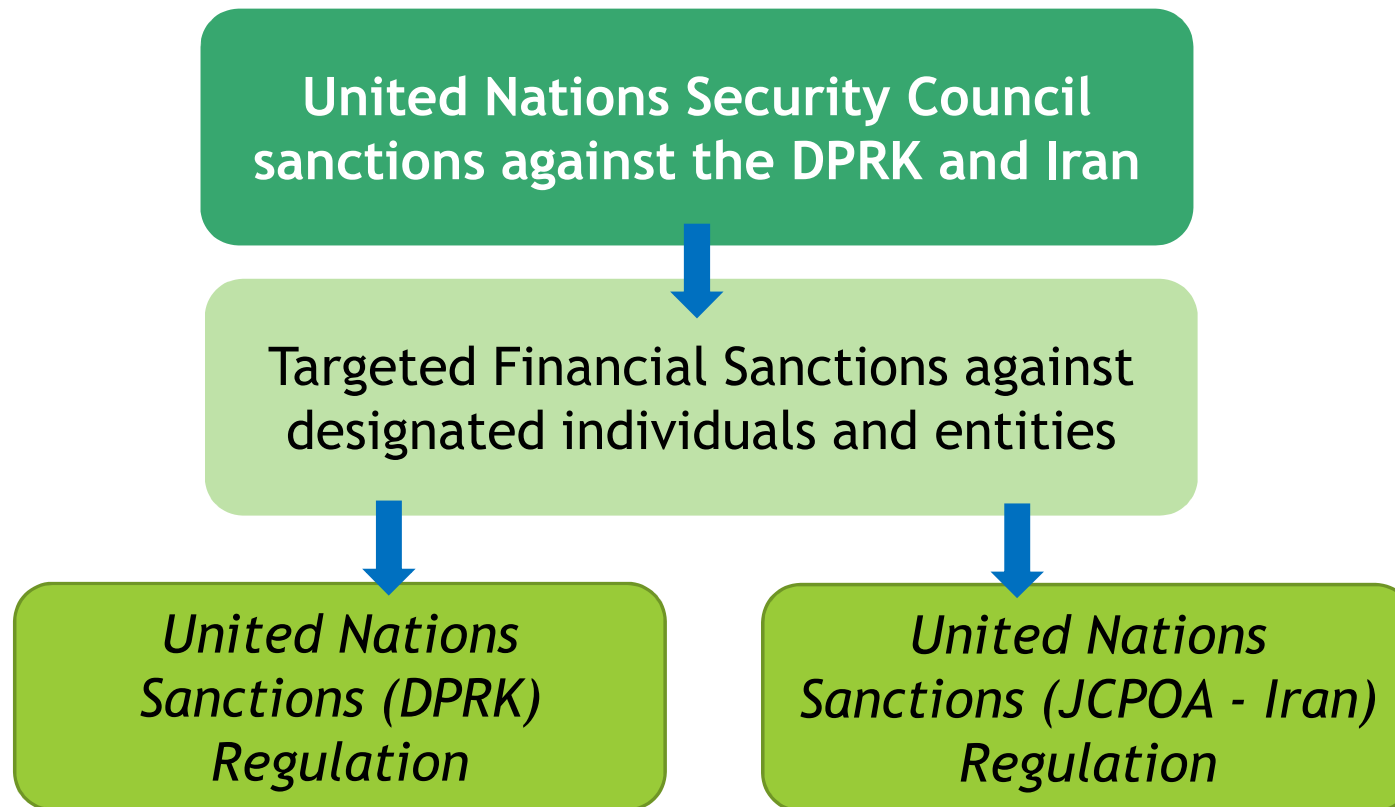 United Nations Security Council
sanctions against the DPRK and Iran
Targeted Financial Sanctions against
designated individuals and entities
United Nations
Sanctions (DPRK)
Regulation
United Nations
Sanctions (JCPOA - Iran)
Regulation